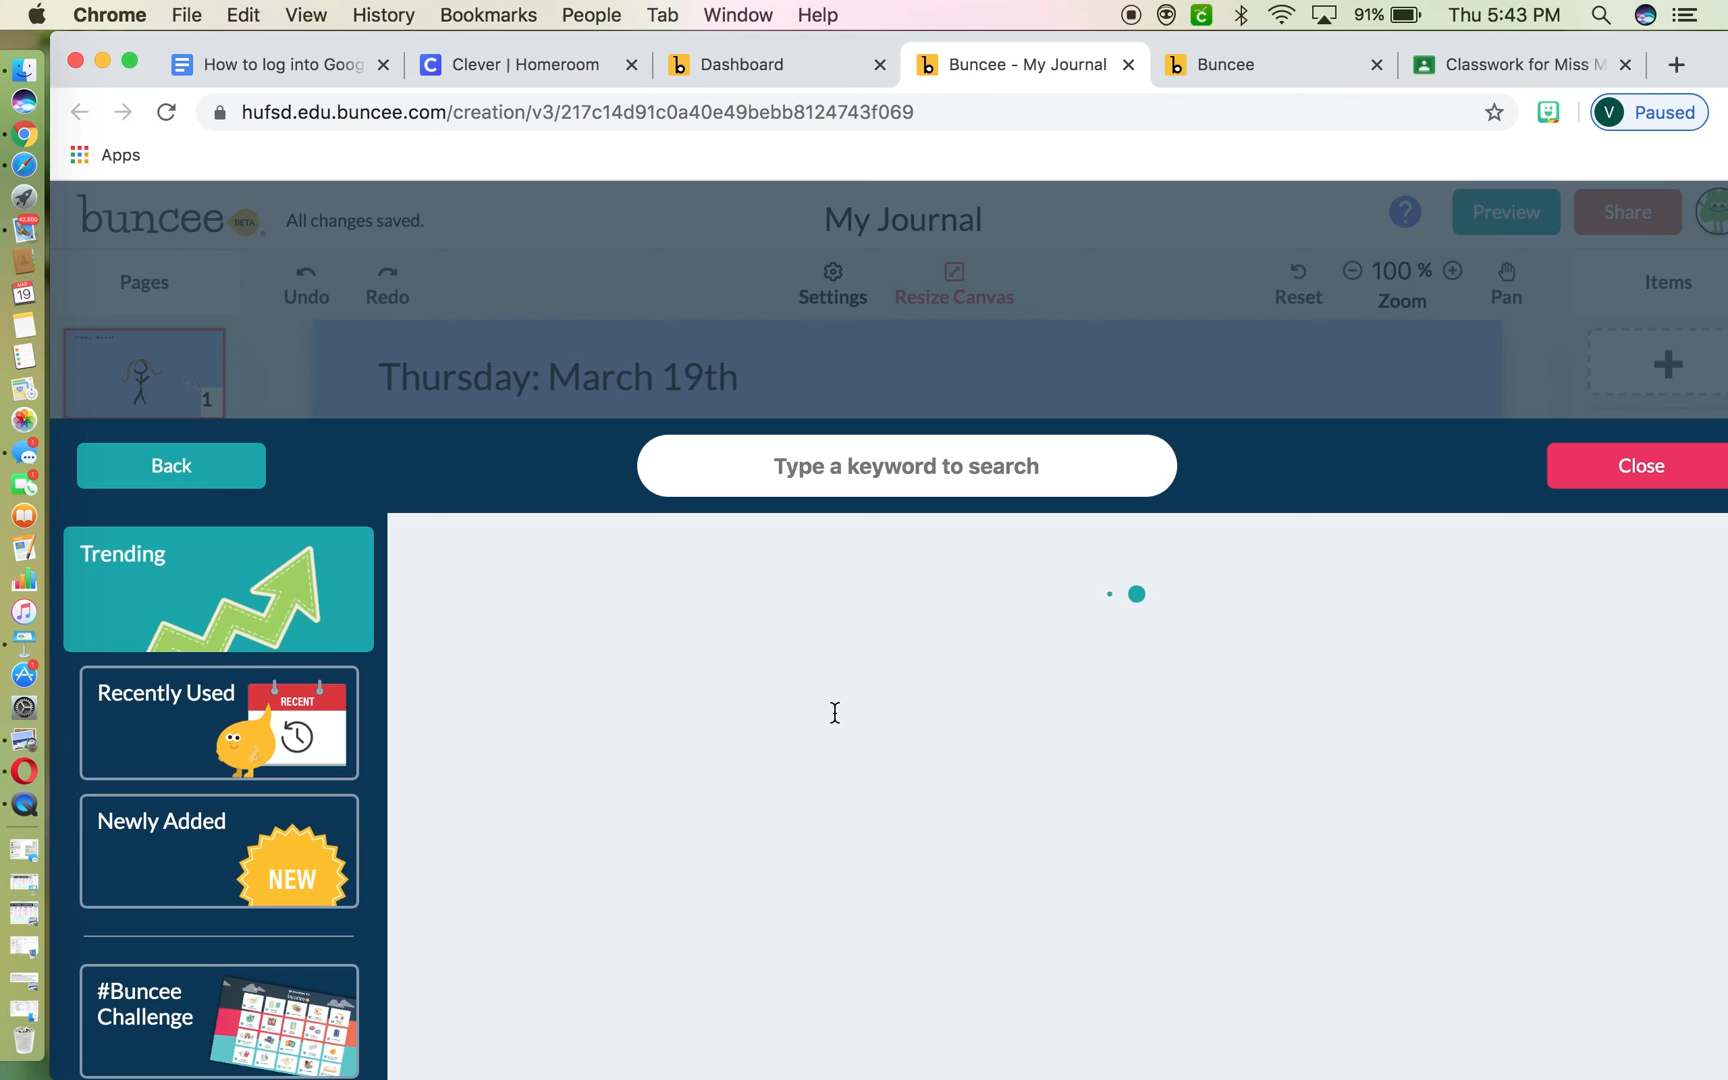 Chrome File Edit View History Bookmarks People Tab Window Help 91% Thu 5:43 PM
How to log into Goog Clever | Homeroom Dashboard Buncee - My Journal Buncee Classwork for Miss M
hufsd.edu.buncee.com/creation/v3/217c14d91c0a40e49bebb8124743f069 V Paused
Apps
buncee BETA All changes saved. My Journal ? Preview Share
Pages Undo Redo Settings Resize Canvas Reset 100 % Zoom Pan Items
Thursday: March 19th
1
Back Type a keyword to search Close
Trending
Recently Used RECENT
Newly Added
NEW
#Buncee
Challenge